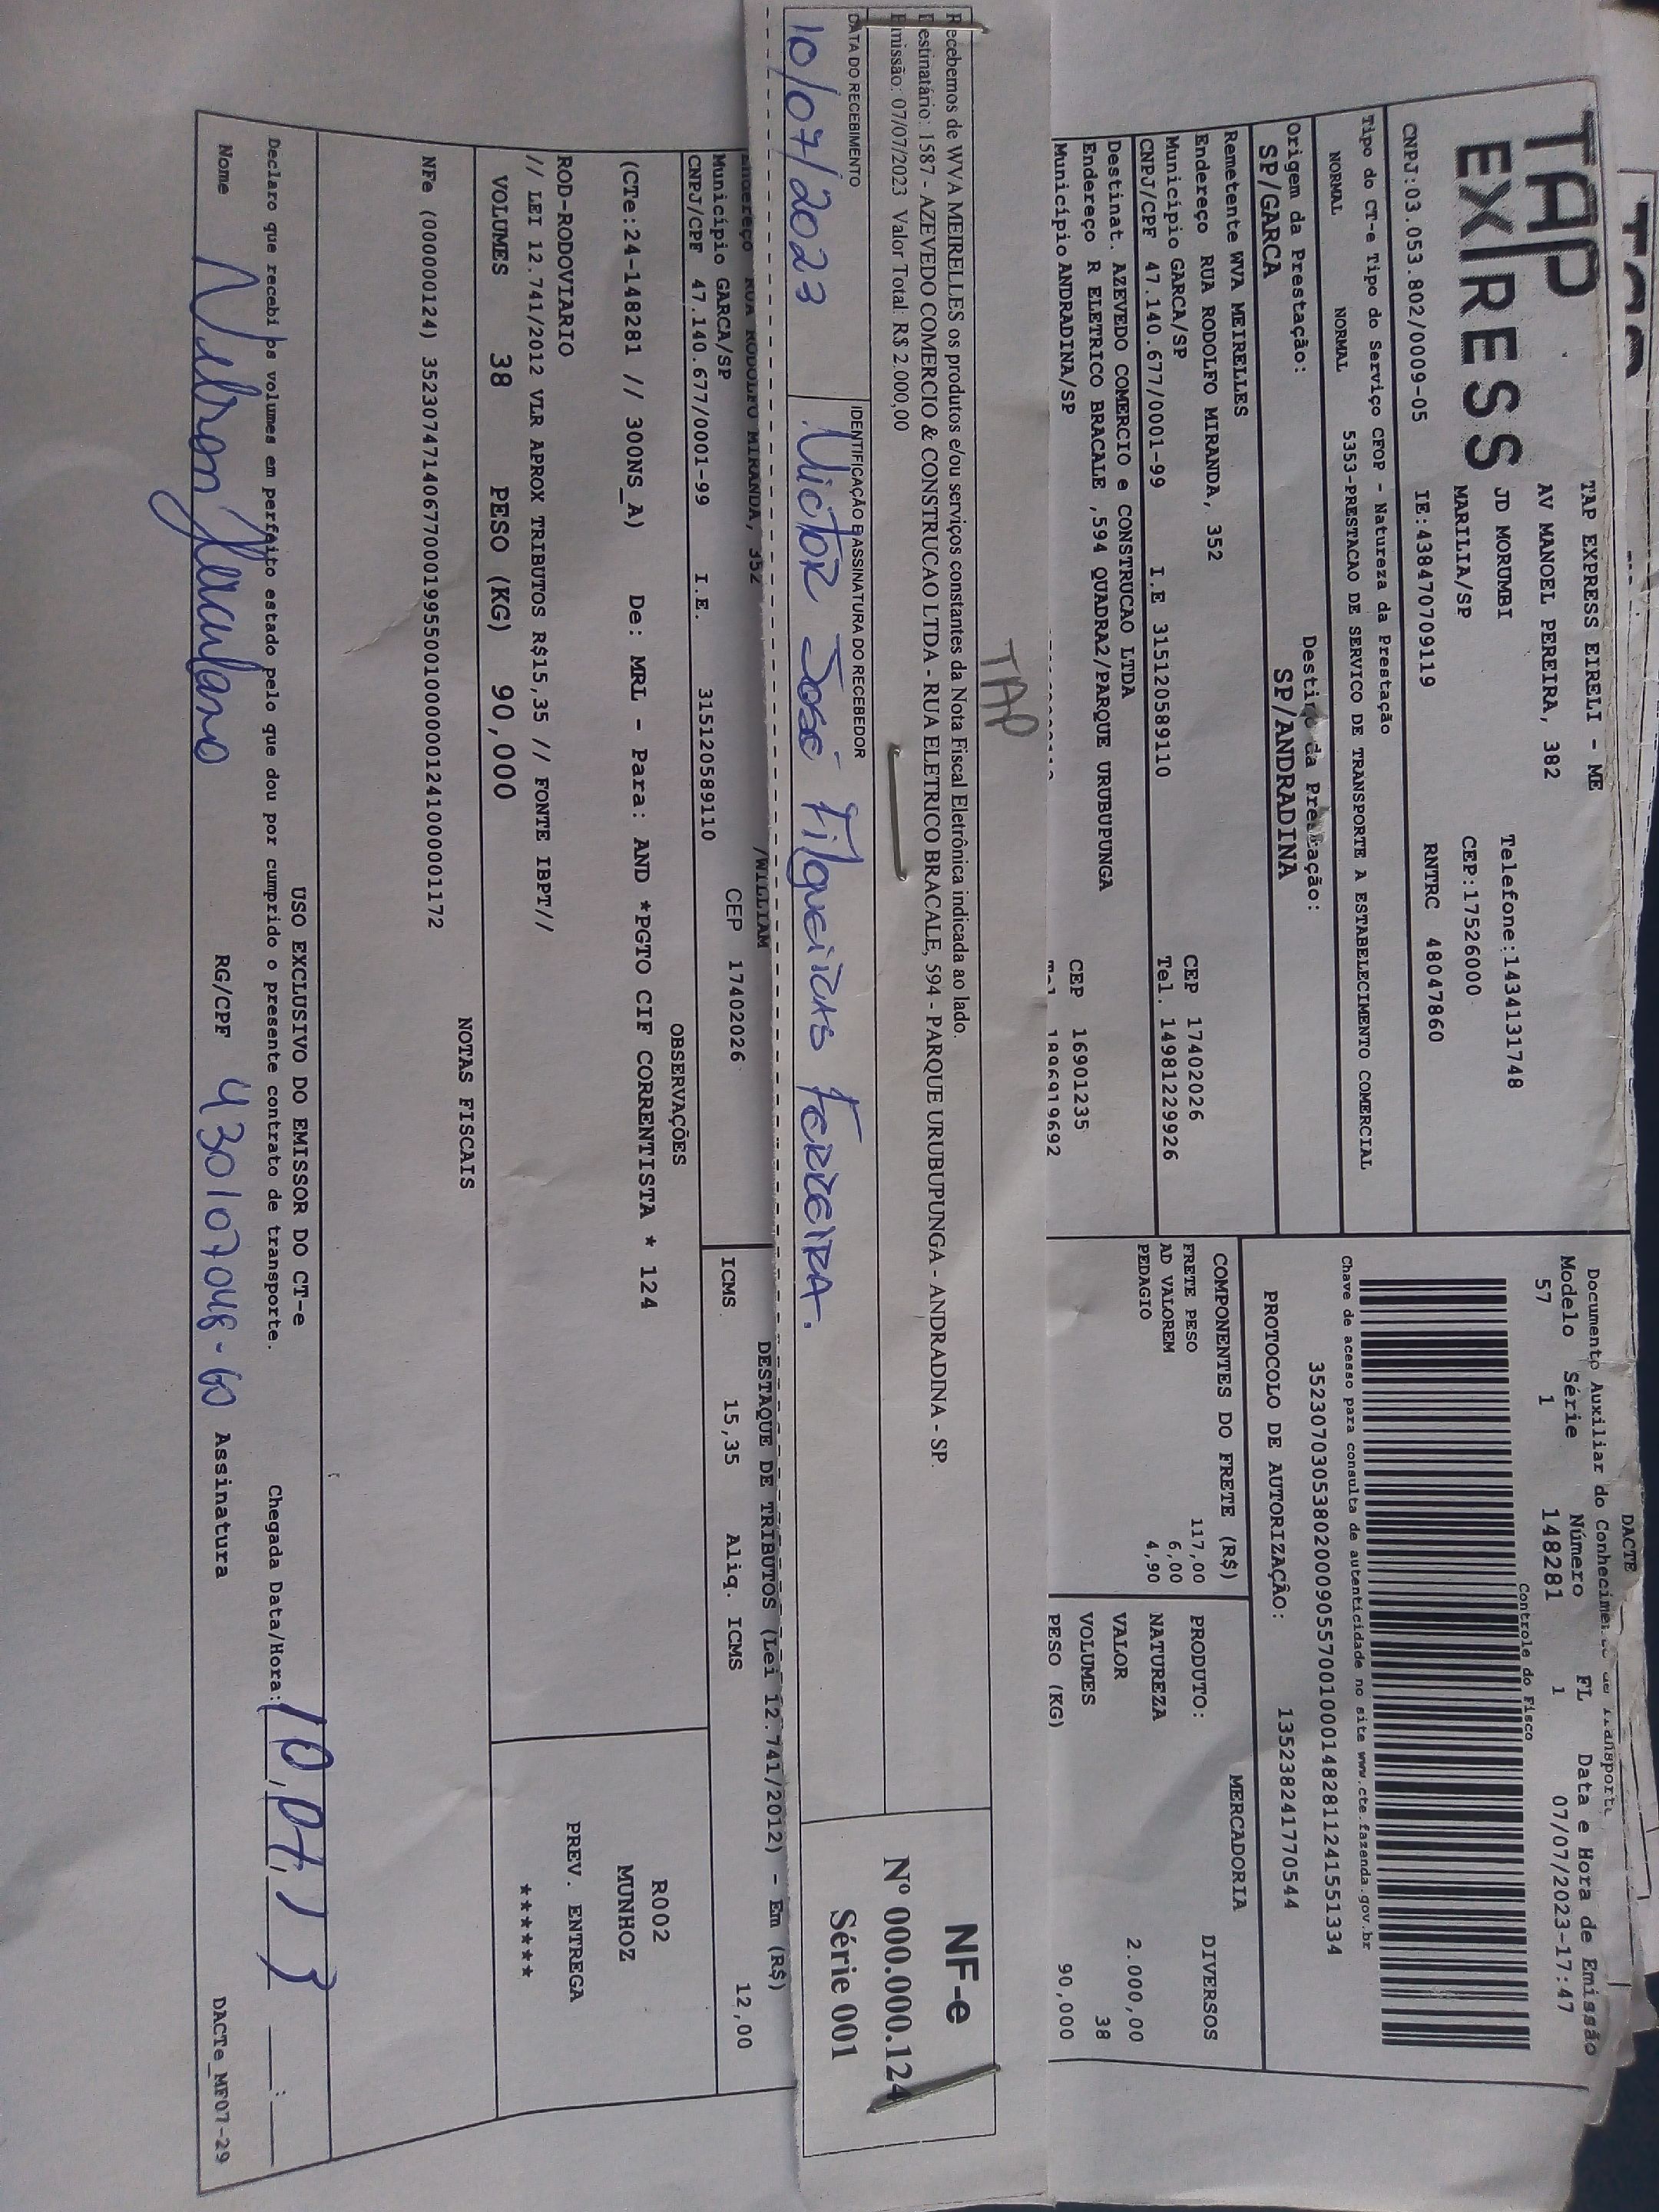 TAP
EXPRESS
TAP EXPRESS EIRELI - ME
AV MANOEL PEREIRA, 382
JD MORUMBI Telefone:1434131748
MARILIA/SP CEP:17526000
CNPJ:03.053.802/0009-05 IE:438470709119 RNTRC 48047860
DACTE
Documento Auxiliar do
Modelo Série Número FL Data e Hora de Emissão
57 1 148281 1 07/07/2023-17:47
Controle do Fisco
Tipo do CT-e Tipo do Serviço CFOP - Natureza da Prestação
NORMAL NORMAL 5353-PRESTACAO DE SERVICO DE TRANSPORTE A ESTABELECIMENTO COMERCIAL
Chave de acesso para consulta de autenticidade no site www.cte.fazenda.gov.br
35230703053802000905570010001482811241551334
Origem da Prestação: Destino da Prestação:
SP/GARCA SP/ANDRADINA
PROTOCOLO DE AUTORIZAÇÃO: 135238241770544
Remetente WVA MEIRELLES
Endereço RUA RODOLFO MIRANDA, 352
Município GARCA/SP CEP 17402026
CNPJ/CPF 47.140.677/0001-99 I.E 315120589110 Tel. 14981229926
Destinat. AZEVEDO COMERCIO e CONSTRUCAO LTDA
Endereço R ELETRICO BRACALE ,594 QUADRA2/PARQUE URUBUPUNGA
Município ANDRADINA/SP CEP 16901235
COMPONENTES DO FRETE (R$)
FRETE PESO 117,00
AD VALOREM 6,00
PEDAGIO 4,90
MERCADORIA
PRODUTO: DIVERSOS
NATUREZA
VALOR 2.000,00
VOLUMES 38
PESO (KG) 90,000
TAP
Recebemos de WVA MEIRELLES os produtos e/ou serviços constantes da Nota Fiscal Eletrônica indicada ao lado.
Destinatário: 1587 - AZEVEDO COMERCIO & CONSTRUCAO LTDA - RUA ELETRICO BRACALE, 594 - PARQUE URUBUPUNGA - ANDRADINA - SP.
Emissão: 07/07/2023 Valor Total: R$ 2.000,00
NF-e
Nº 000.000.124
Série 001
DATA DO RECEBIMENTO IDENTIFICAÇÃO E ASSINATURA DO RECEBEDOR
10/07/2023 Victor José Filgueiras Ferreira.
Endereço RUA RODOLFO MIRANDA, 352 /WILLIAM
Município GARCA/SP CEP 17402026
CNPJ/CPF 47.140.677/0001-99 I.E. 315120589110
DESTAQUE DE TRIBUTOS (Lei 12.741/2012) - Em (R$)
ICMS 15,35 Aliq. ICMS 12,00
OBSERVAÇÕES
(CTe:24-148281 // 300NS_A) De: MRL - Para: AND *PGTO CIF CORRENTISTA * 124
R002
MUNHOZ
ROD-RODOVIARIO
// LEI 12.741/2012 VLR APROX TRIBUTOS R$15,35 // FONTE IBPT//
PREV. ENTREGA
******
VOLUMES 38 PESO (KG) 90,000
NOTAS FISCAIS
NFe (000000124) 35230747140677000199550010000001241000001172
USO EXCLUSIVO DO EMISSOR DO CT-e
Declaro que recebi os volumes em perfeito estado pelo que dou por cumprido o presente contrato de transporte. Chegada Data/Hora: 10,07,
Nome Nelson RG/CPF Assinatura
DACTe_MF07-29